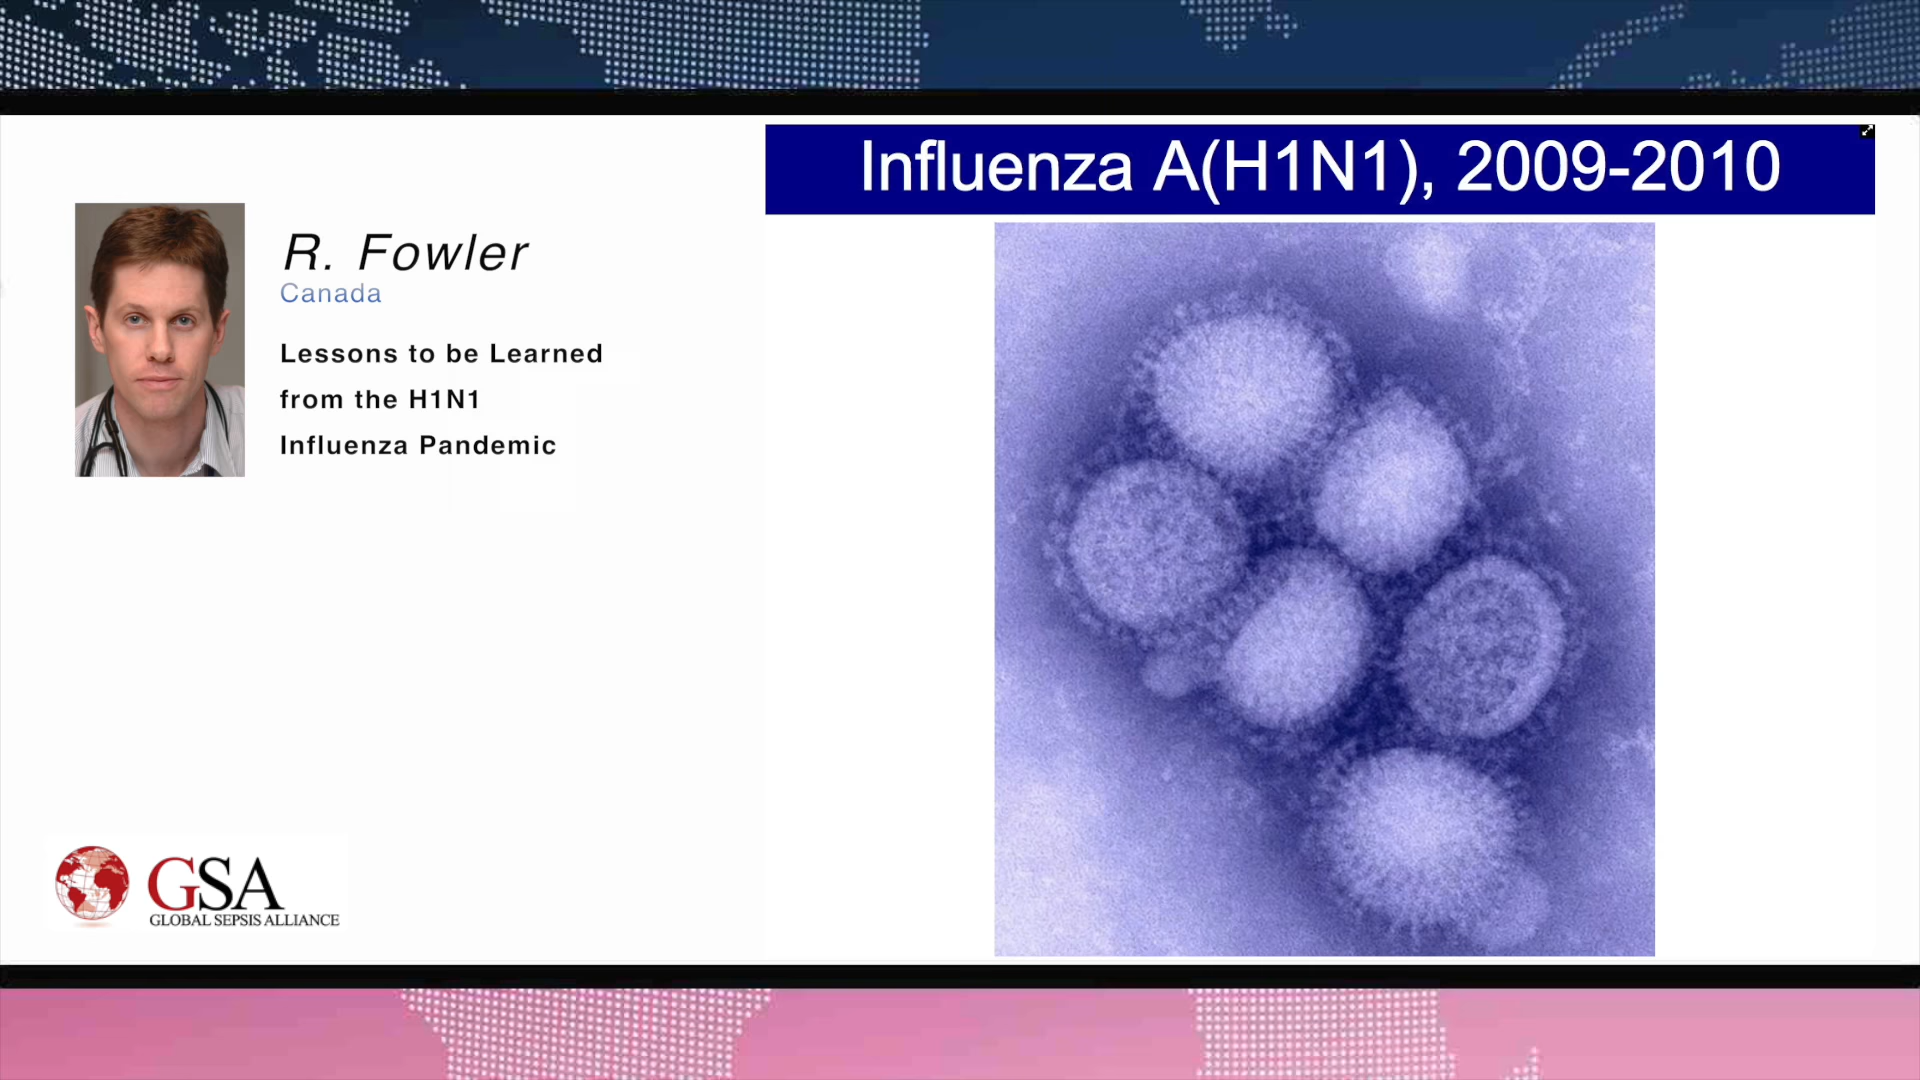 Influenza A(H1N1), 2009-2010
R. Fowler
Canada
Lessons to be Learned
from the H1N1
Influenza Pandemic
GSA
GLOBAL SEPSIS ALLIANCE